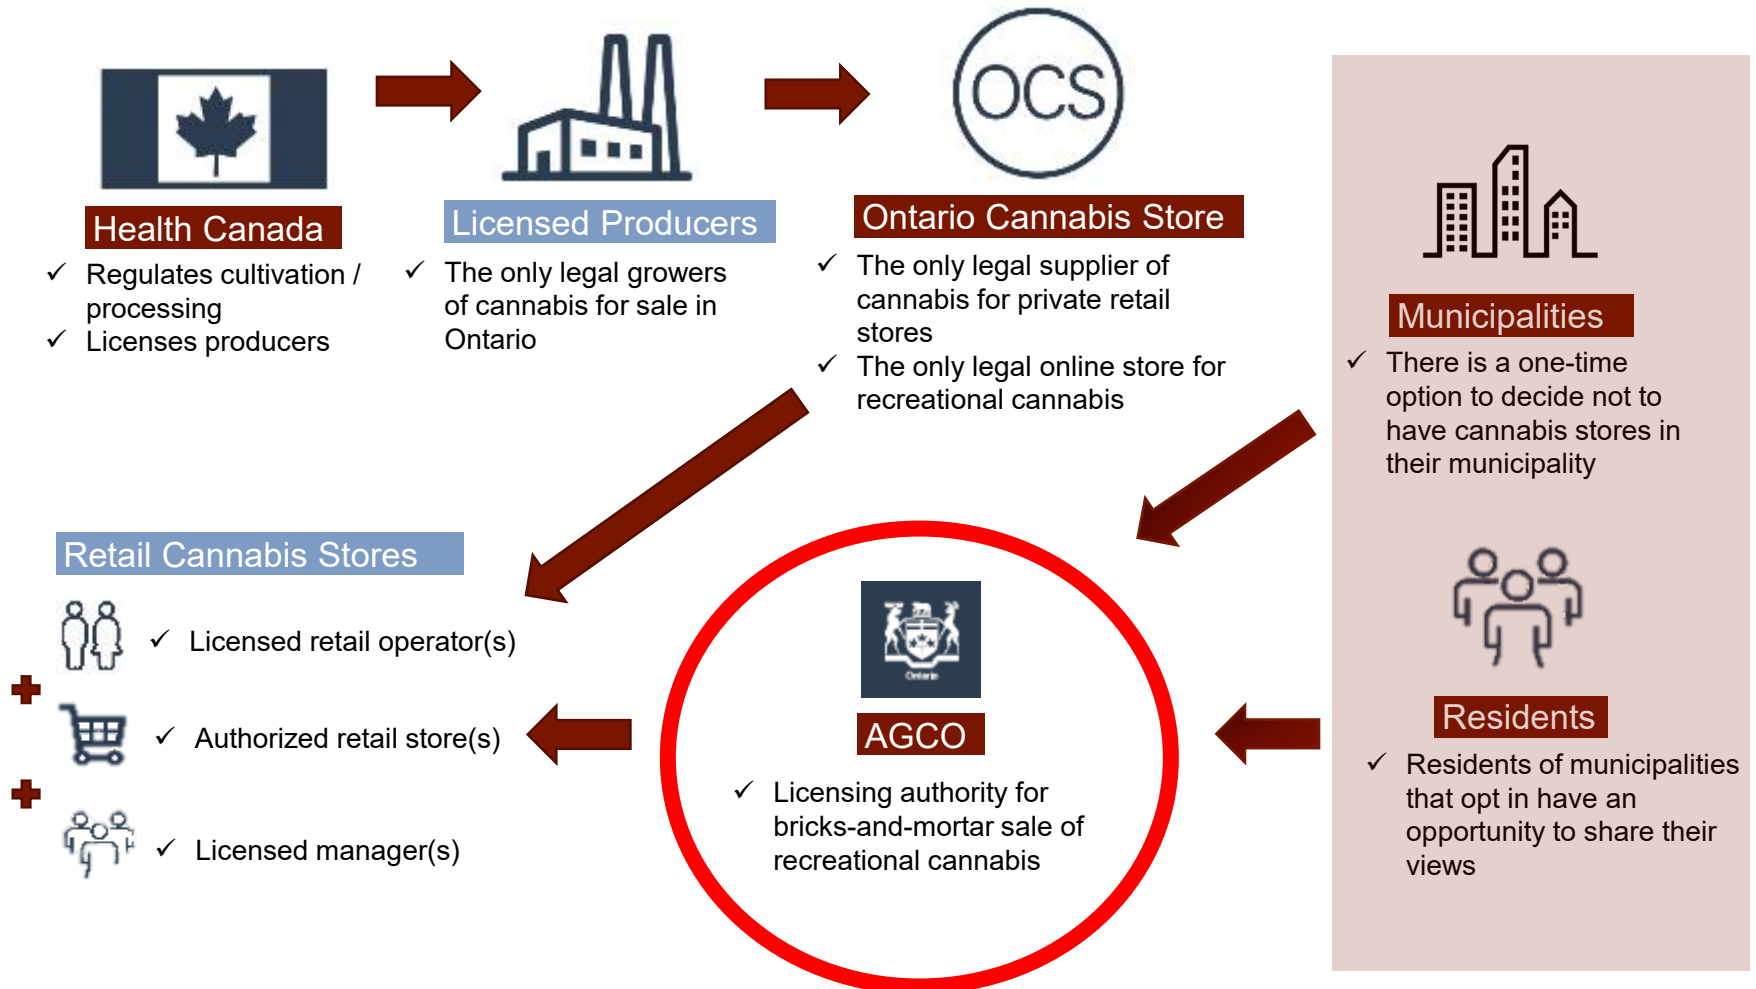 OCS
Health Canada
✓ Regulates cultivation /
processing
✓ Licenses producers
Licensed Producers
✓ The only legal growers
of cannabis for sale in
Ontario
Ontario Cannabis Store
✓ The only legal supplier of
cannabis for private retail
stores
✓ The only legal online store for
recreational cannabis
Municipalities
✓ There is a one-time
option to decide not to
have cannabis stores in
their municipality
Retail Cannabis Stores
✓ Licensed retail operator(s)
✓ Authorized retail store(s)
✓ Licensed manager(s)
Ontario
AGCO
✓ Licensing authority for
bricks-and-mortar sale of
recreational cannabis
Residents
✓ Residents of municipalities
that opt in have an
opportunity to share their
views